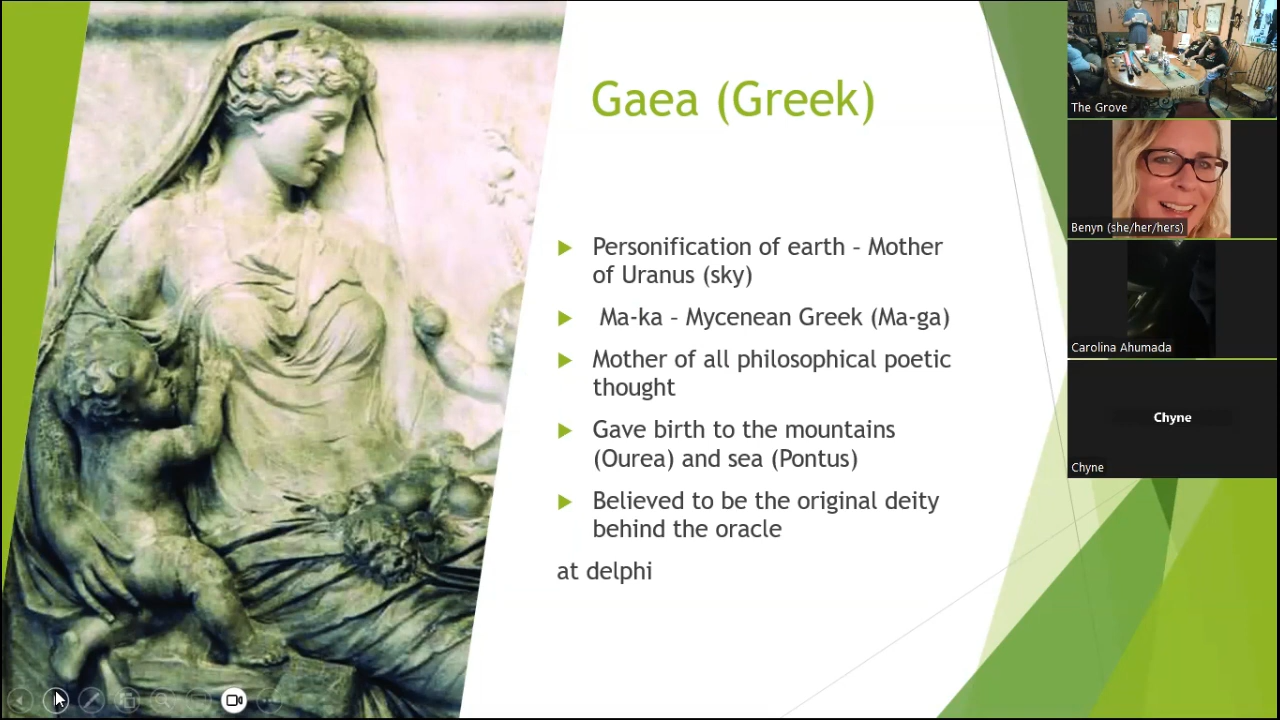 Gaea (Greek)
Personification of earth – Mother
of Uranus (sky)
Ma-ka – Mycenean Greek (Ma-ga)
Mother of all philosophical poetic
thought
Gave birth to the mountains
(Ourea) and sea (Pontus)
Believed to be the original deity
behind the oracle
at delphi
The Grove
Benyn (she/her/hers)
Carolina Ahumada
Chyne
Chyne